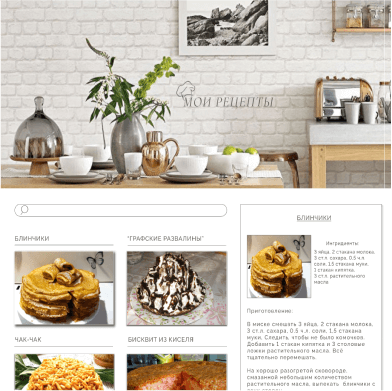 МОИ РЕЦЕПТЫ
БЛИНЧИКИ
"ГРАФСКИЕ РАЗВАЛИНЫ"
ЧАК-ЧАК
БИСКВИТ ИЗ КИСЕЛЯ
БЛИНЧИКИ
Ингредиенты
3 яйца, 2 стакана молока,
3 ст.л. сахара, 0,5 ч.л.
соли, 1,5 стакана муки,
1 стакан кипятка,
3 ст.л. растительного
масла.
Приготовление:
В миске смешать 3 яйца, 2 стакана молока,
3 ст.л. сахара, 0,5 ч.л. соли, 1,5 стакана
муки. Следить, чтобы не было комочков.
Добавить 1 стакан кипятка и 3 столовые
ложки растительного масла. Всё
тщательно перемешать.
На хорошо разогретой сковороде,
смазанной небольшим количеством
растительного масла, выпекать блинчики с